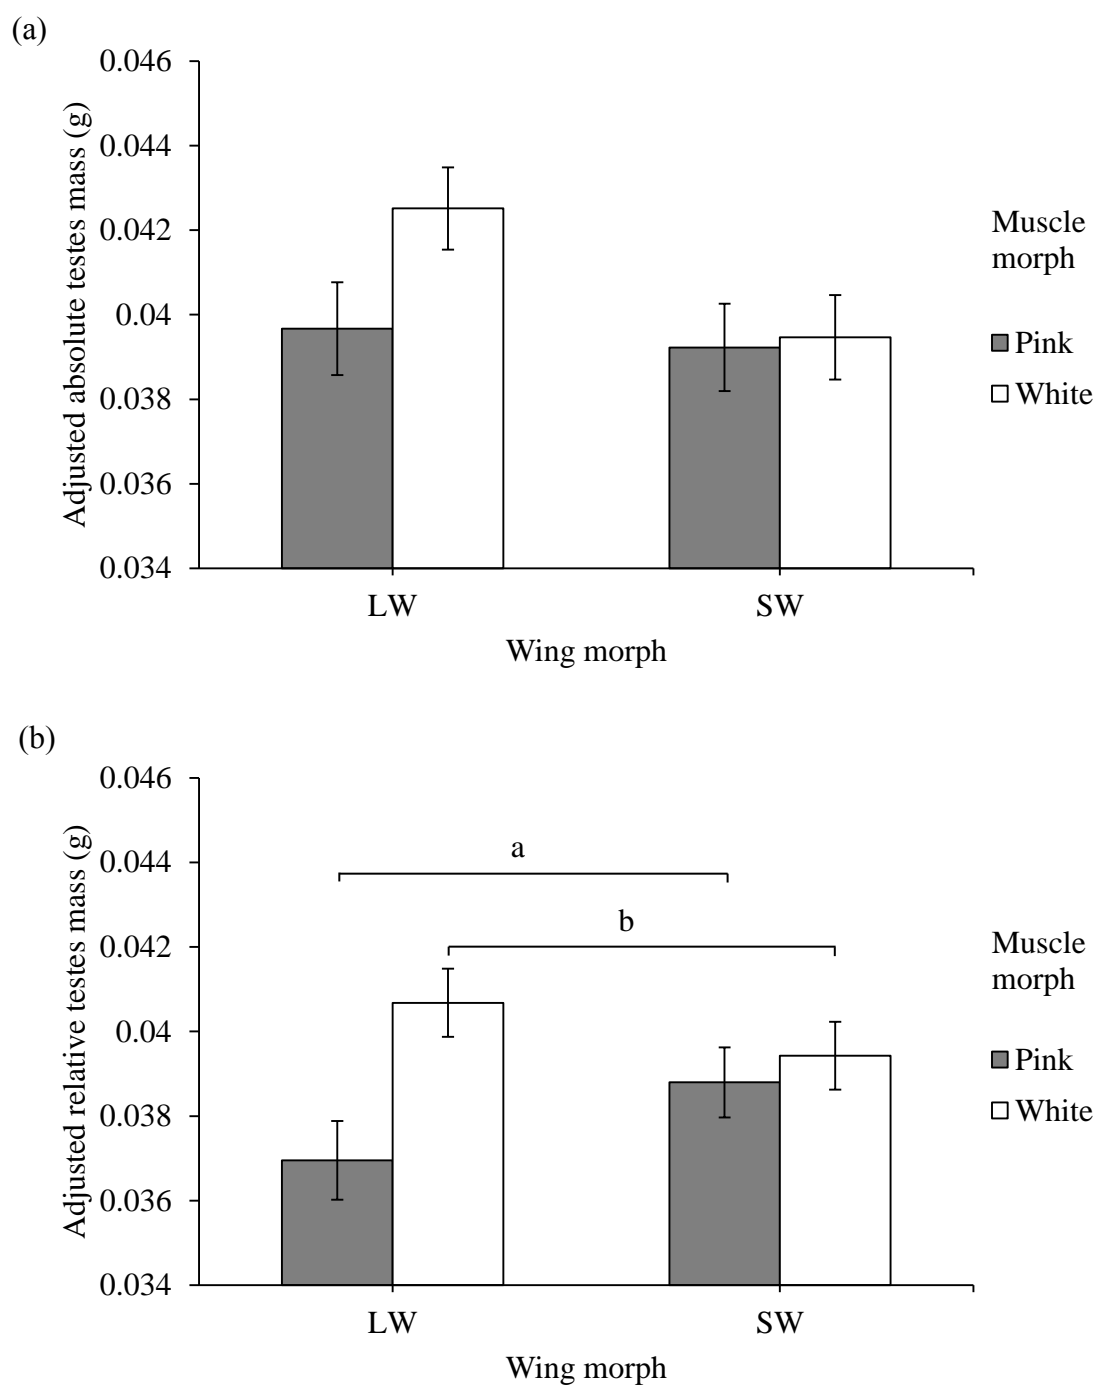 (a)
Adjusted absolute testes mass (g)
0.046
0.044
0.042
0.04
0.038
0.036
0.034
LW
SW
Wing morph
Muscle
morph
Pink
White
(b)
Adjusted relative testes mass (g)
0.046
0.044
0.042
0.04
0.038
0.036
0.034
a
b
LW
SW
Wing morph
Muscle
morph
Pink
White